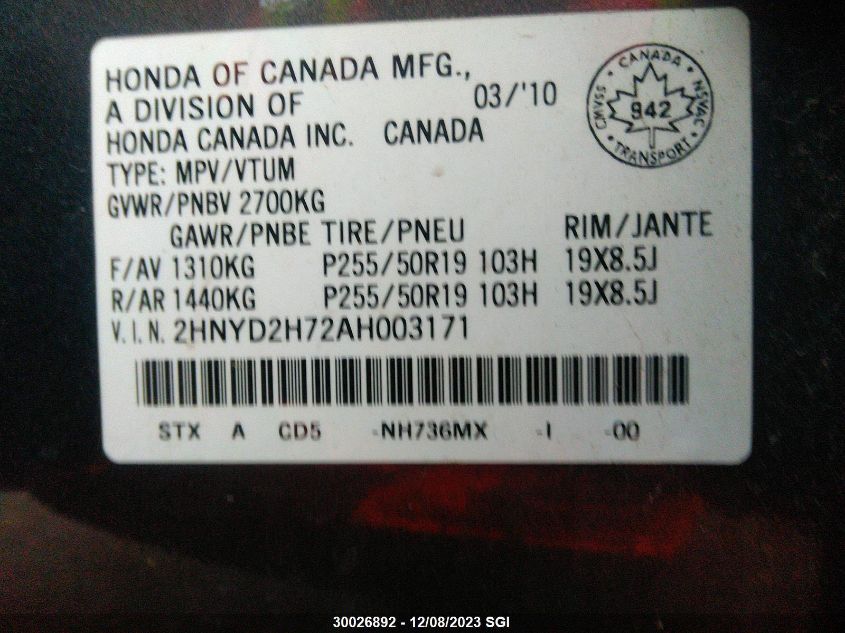 HONDA OF CANADA MFG.,
A DIVISION OF 03/'10
HONDA CANADA INC. CANADA
TYPE: MPV/VTUM
GVWR/PNBV 2700KG
GAWR/PNBE TIRE/PNEU RIM/JANTE
F/AV 1310KG P255/50R19 103H 19X8.5J
R/AR 1440KG P255/50R19 103H 19X8.5J
V.I.N. 2HNYD2H72AH003171
STX A CD5 -NH736MX -I -00
• CANADA •
NSVAC
• TRANSPORT •
CMVSS
942
30026892 - 12/08/2023 SGI